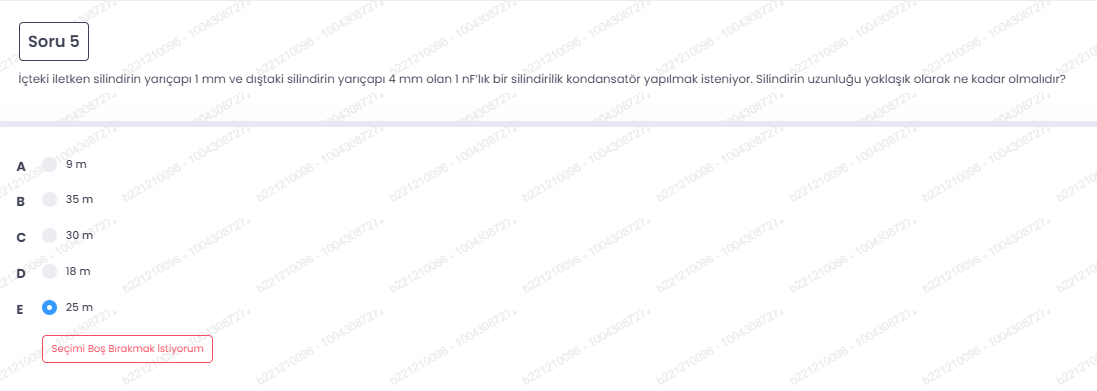 Soru 5
İçteki iletken silindirin yarıçapı 1 mm ve dıştaki silindirin yarıçapı 4 mm olan 1 nF'lık bir silindirilik kondansatör yapılmak isteniyor. Silindirin uzunluğu yaklaşık olarak ne kadar olmalıdır?
A 9 m
B 35 m
C 30 m
D 18 m
E 25 m
Seçimi Boş Bırakmak İstiyorum